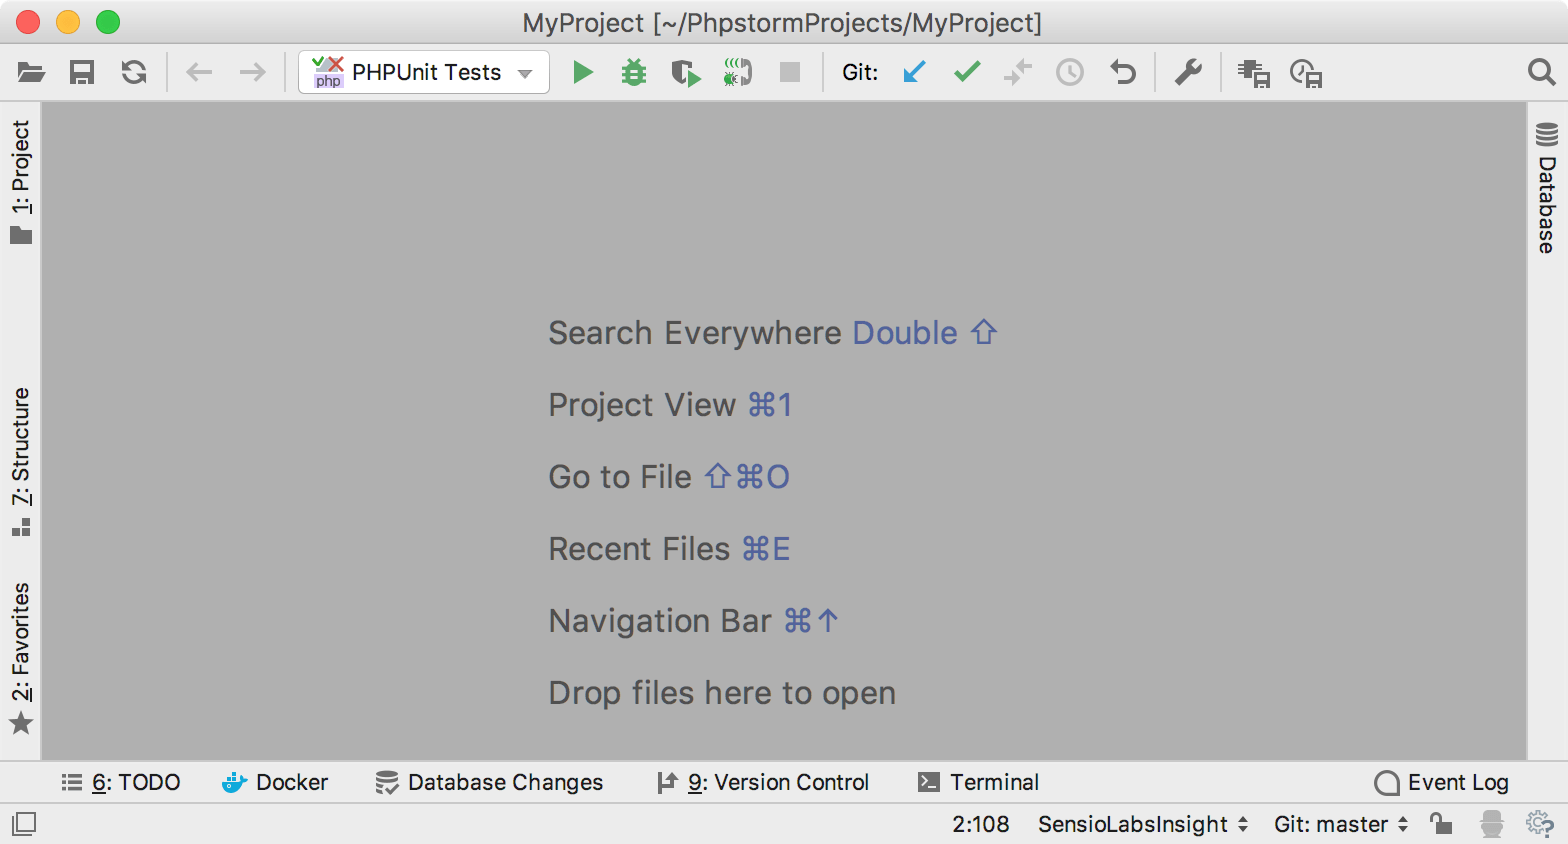 MyProject [~/PhpstormProjects/MyProject]
php PHPUnit Tests Git:
1: Project
7: Structure
2: Favorites
Database
Search Everywhere Double ⇧
Project View ⌘1
Go to File ⇧⌘O
Recent Files ⌘E
Navigation Bar ⌘↑
Drop files here to open
6: TODO Docker Database Changes 9: Version Control Terminal Event Log
2:108 SensioLabsInsight Git: master